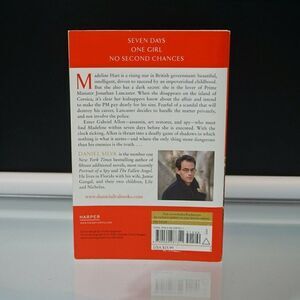 SEVEN DAYS
ONE GIRL
NO SECOND CHANCES
Madeline Hart is a rising star in British government: beautiful,
intelligent, driven to succeed by an impoverished childhood.
But she also has a dark secret: she is the lover of Prime
Minister Jonathan Lancaster. When she disappears on the island of
Corsica, it's clear her kidnappers know about the affair and intend
to make the PM pay dearly for his sins. Fearful of a scandal that will
destroy his career, Lancaster decides to handle the matter privately,
and not involve the police.
Enter Gabriel Allon—assassin, art restorer, and spy—who must
find Madeline within seven days before she is executed. With the
clock ticking, Allon is thrust into a deadly game of shadows in which
nothing is what it seems—and where the only thing more dangerous
than his enemies is the truth...
DANIEL SILVA is the number one
New York Times bestselling author of
fifteen additional novels, most recently
Portrait of a Spy and The Fallen Angel.
He lives in Florida with his wife, Jamie
Gangel, and their two children, Lily
and Nicholas.
www.danielsilvabooks.com
HARPER